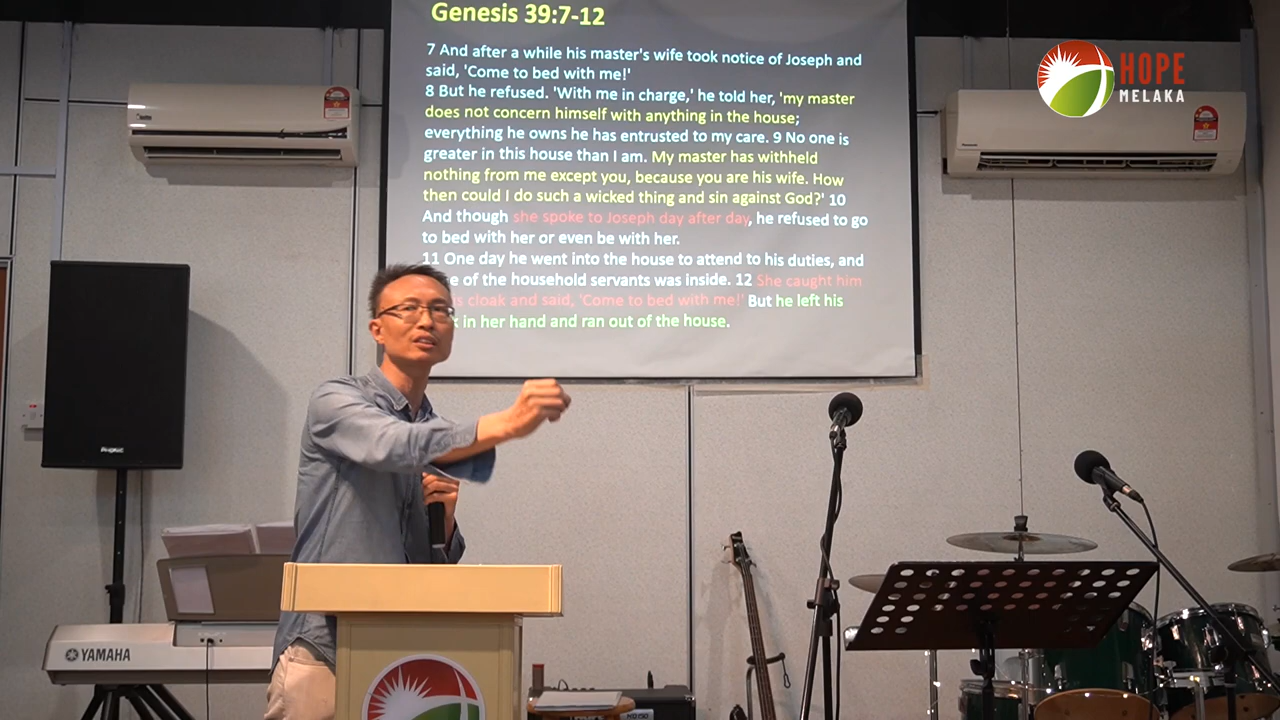 Genesis 39:7-12
7 And after a while his master's wife took notice of Joseph and
said, 'Come to bed with me!'
8 But he refused. 'With me in charge,' he told her, 'my master
does not concern himself with anything in the house;
everything he owns he has entrusted to my care. 9 No one is
greater in this house than I am. My master has withheld
nothing from me except you, because you are his wife. How
then could I do such a wicked thing and sin against God?' 10
And though she spoke to Joseph day after day, he refused to go
to bed with her or even be with her.
11 One day he went into the house to attend to his duties, and
e of the household servants was inside. 12 She caught him
is cloak and said, 'Come to bed with me!' But he left his
in her hand and ran out of the house.
HOPE
MELAKA
YAMAHA